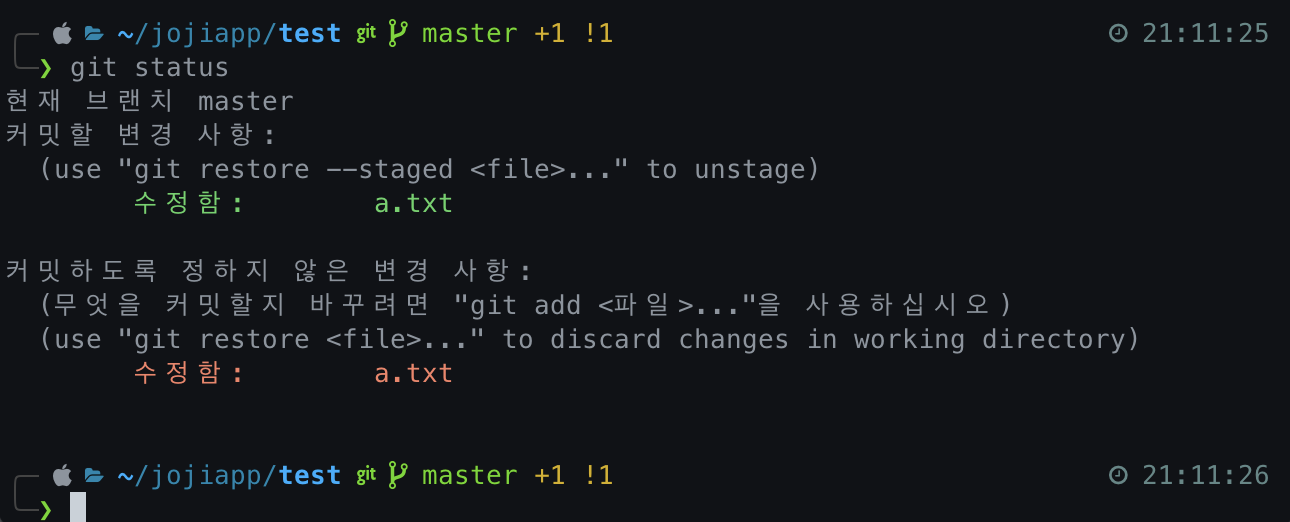 ~/jojiapp/test git master +1 !1 21:11:25
❯ git status
현재 브랜치 master
커밋할 변경 사항:
  (use "git restore --staged <file>..." to unstage)
        수정함:        a.txt

커밋하도록 정하지 않은 변경 사항:
  (무엇을 커밋할지 바꾸려면 "git add <파일>..."을 사용하십시오)
  (use "git restore <file>..." to discard changes in working directory)
        수정함:        a.txt

~/jojiapp/test git master +1 !1 21:11:26
❯